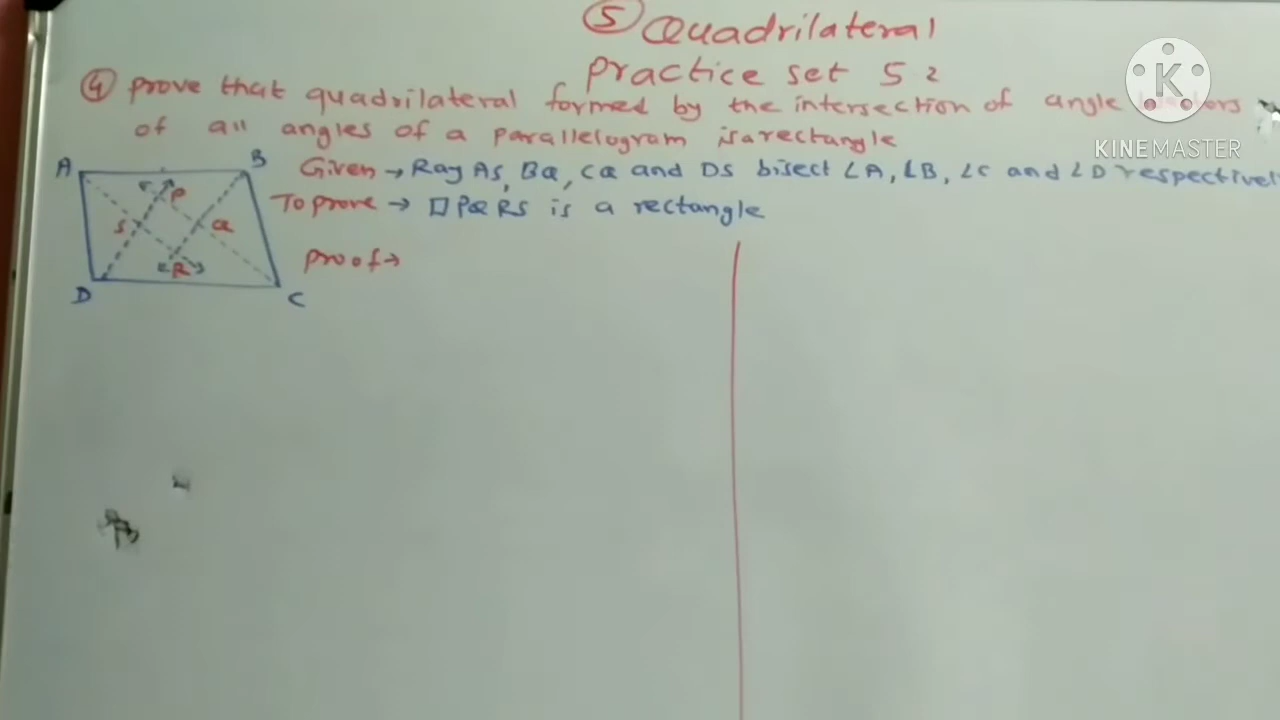 ⑤ Quadrilateral
Practice set 5 2
④ prove that quadrilateral formed by the intersection of angle
of all angles of a parallelogram is a rectangle
Given → Ray AS, BQ, CQ and DS bisect ∠A, ∠B, ∠C and ∠D respectivel
To prove → □ PQRS is a rectangle
Proof →
A
B
P
S
Q
R
D
C
K
KINEMASTER